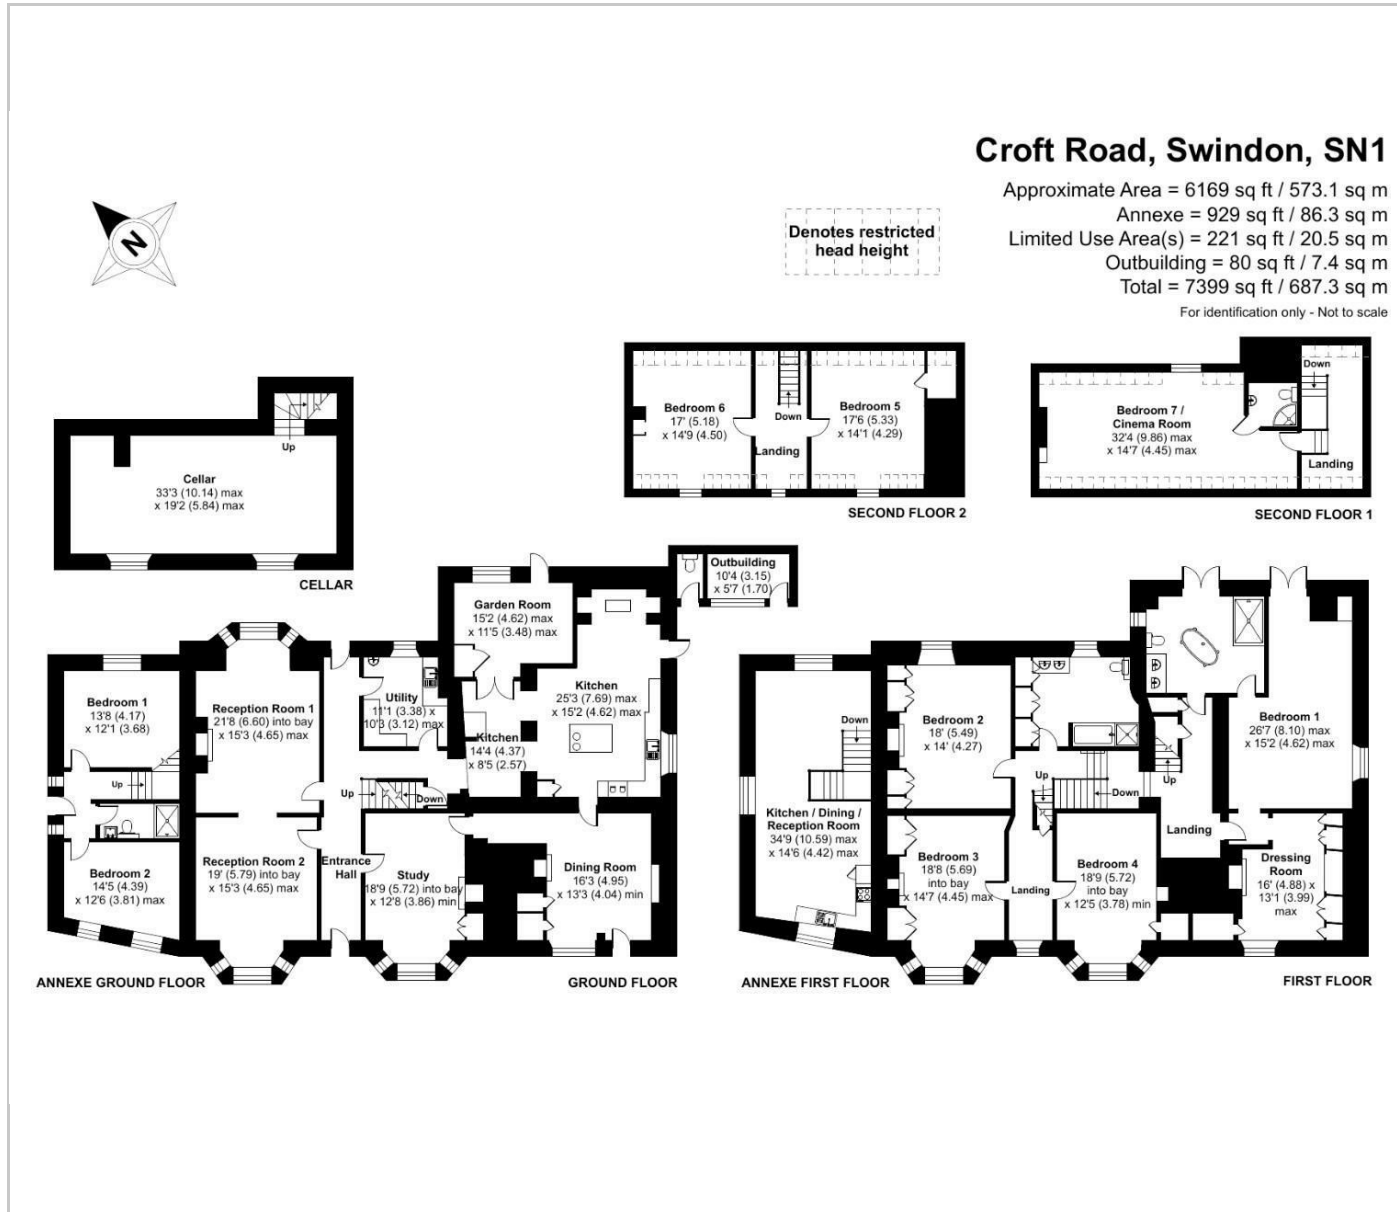 Croft Road, Swindon, SN1
Approximate Area = 6169 sq ft / 573.1 sq m
Annexe = 929 sq ft / 86.3 sq m
Limited Use Area(s) = 221 sq ft / 20.5 sq m
Outbuilding = 80 sq ft / 7.4 sq m
Total = 7399 sq ft / 687.3 sq m
For identification only - Not to scale
N
Denotes restricted
head height
Cellar
33'3 (10.14) max
x 19'2 (5.84) max
Up
CELLAR
Bedroom 6
17' (5.18)
x 14'9 (4.50)
Down
Landing
Bedroom 5
17'6 (5.33)
x 14'1 (4.29)
SECOND FLOOR 2
Bedroom 7 /
Cinema Room
32'4 (9.86) max
x 14'7 (4.45) max
Down
Landing
SECOND FLOOR 1
Bedroom 1
13'8 (4.17)
x 12'1 (3.68)
Up
Bedroom 2
14'5 (4.39)
x 12'6 (3.81) max
ANNEXE GROUND FLOOR
Reception Room 1
21'8 (6.60) into bay
x 15'3 (4.65) max
Reception Room 2
19' (5.79) into bay
x 15'3 (4.65) max
Entrance
Hall
Utility
11'1 (3.38) x
10'3 (3.12) max
Up
Down
Study
18'9 (5.72) into bay
x 12'8 (3.86) min
Garden Room
15'2 (4.62) max
x 11'5 (3.48) max
Kitchen
14'4 (4.37)
x 8'5 (2.57)
Kitchen
25'3 (7.69) max
x 15'2 (4.62) max
Dining Room
16'3 (4.95)
x 13'3 (4.04) min
Outbuilding
10'4 (3.15)
x 5'7 (1.70)
GROUND FLOOR
Down
Kitchen / Dining /
Reception Room
34'9 (10.59) max
x 14'6 (4.42) max
ANNEXE FIRST FLOOR
Bedroom 2
18' (5.49)
x 14' (4.27)
Bedroom 3
18'8 (5.69)
into bay
x 14'7 (4.45) max
Up
Down
Landing
Bedroom 4
18'9 (5.72)
into bay
x 12'5 (3.78) min
Up
Landing
Bedroom 1
26'7 (8.10) max
x 15'2 (4.62) max
Dressing
Room
16' (4.88) x
13'1 (3.99)
max
FIRST FLOOR